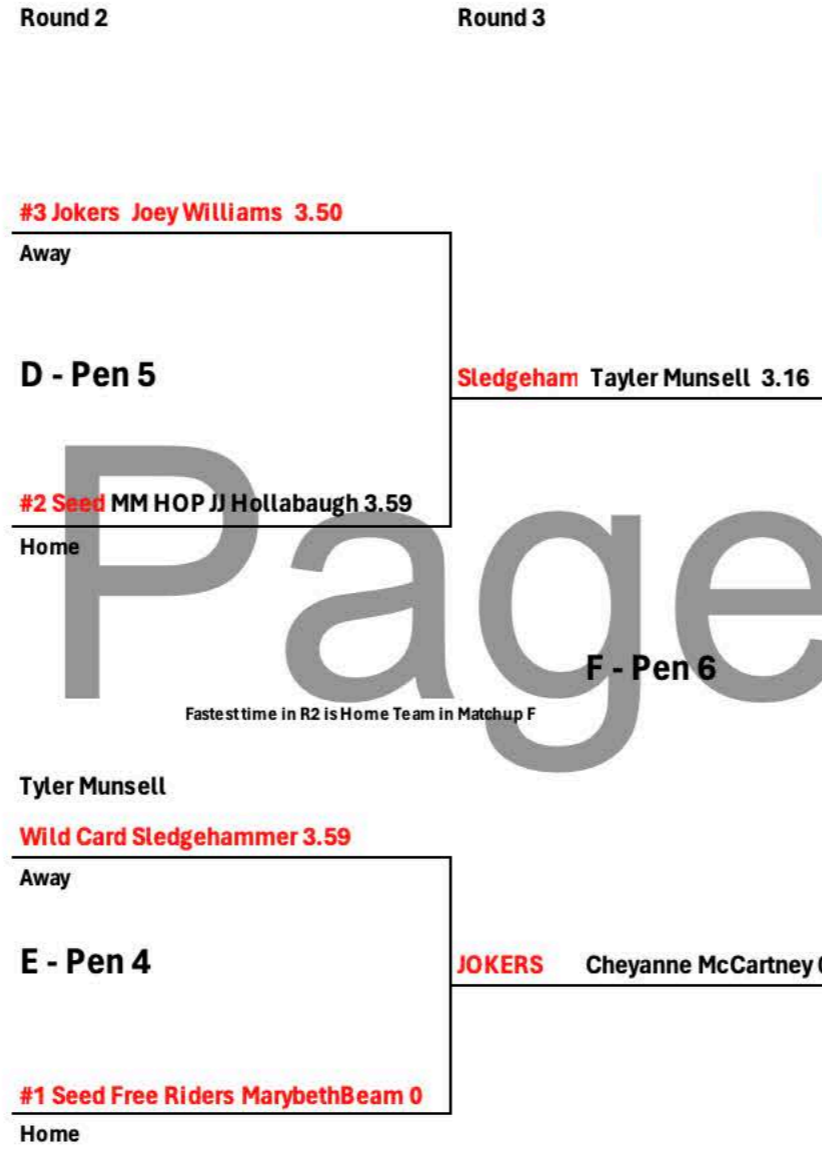 Round 2 Round 3
#3 Jokers Joey Williams 3.50
Away
D - Pen 5
Sledgeham Tayler Munsell 3.16
#2 Seed MM HOP JJ Hollabaugh 3.59
Home
Page
F - Pen 6
Fastest time in R2 is Home Team in Matchup F
Tyler Munsell
Wild Card Sledgehammer 3.59
Away
E - Pen 4
JOKERS Cheyanne McCartney
#1 Seed Free Riders MarybethBeam 0
Home